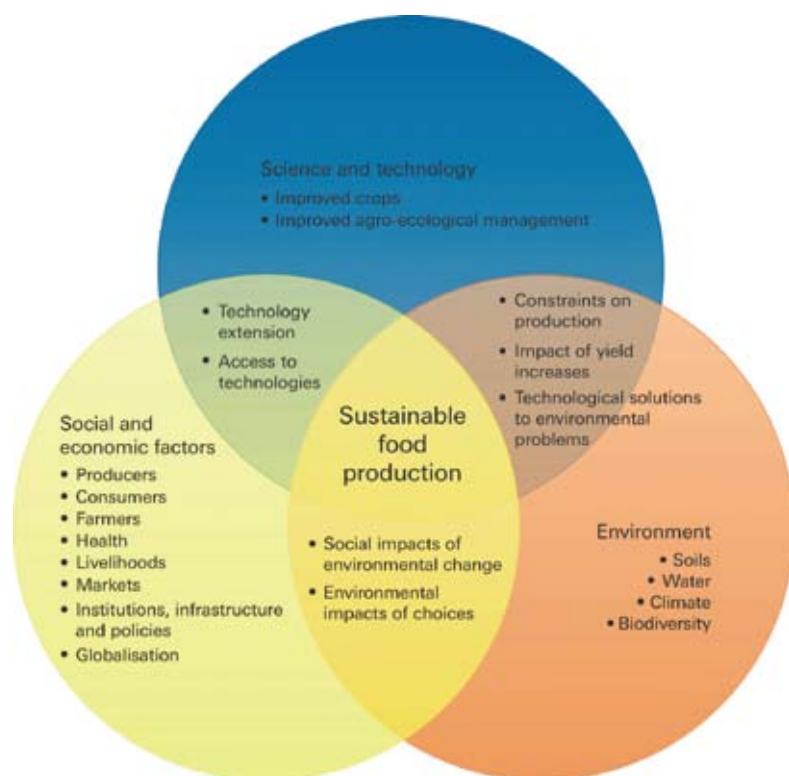 Science and technology
• Improved crops
• Improved agro-ecological management
• Technology
extension
• Access to
technologies
• Constraints on
production
• Impact of yield
increases
• Technological solutions
to environmental
problems
Sustainable
food
production
Social and
economic factors
• Producers
• Consumers
• Farmers
• Health
• Livelihoods
• Markets
• Institutions, infrastructure
and policies
• Globalisation
• Social impacts of
environmental change
• Environmental
impacts of choices
Environment
• Soils
• Water
• Climate
• Biodiversity